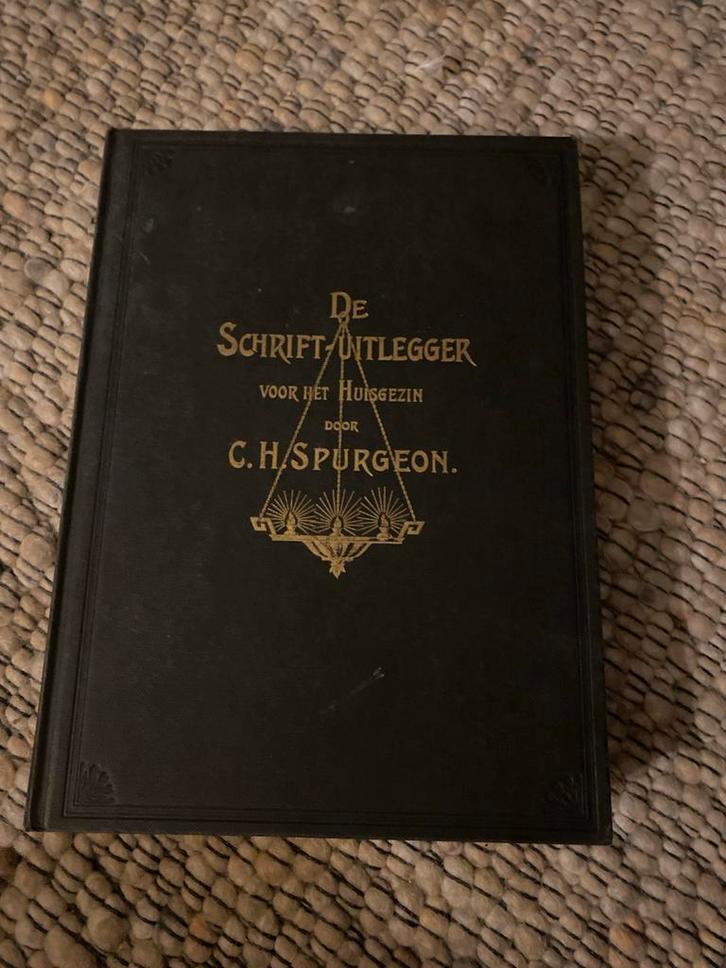 De
Schrift-Uitlegger
voor het Huisgezin
door
C. H. Spurgeon.